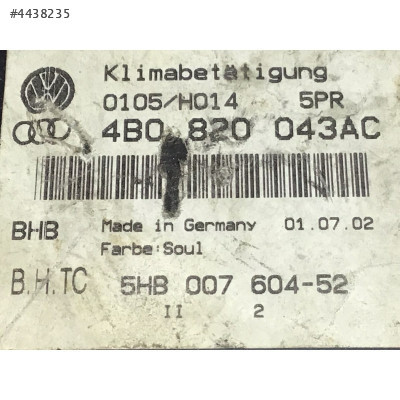 #4438235
Klimabetätigung
0105/H014 5PR
4B0 820 043AC
BHB Made in Germany 01.07.02
Farbe:Soul
B.H.TC 5HB 007 604-52
II 2